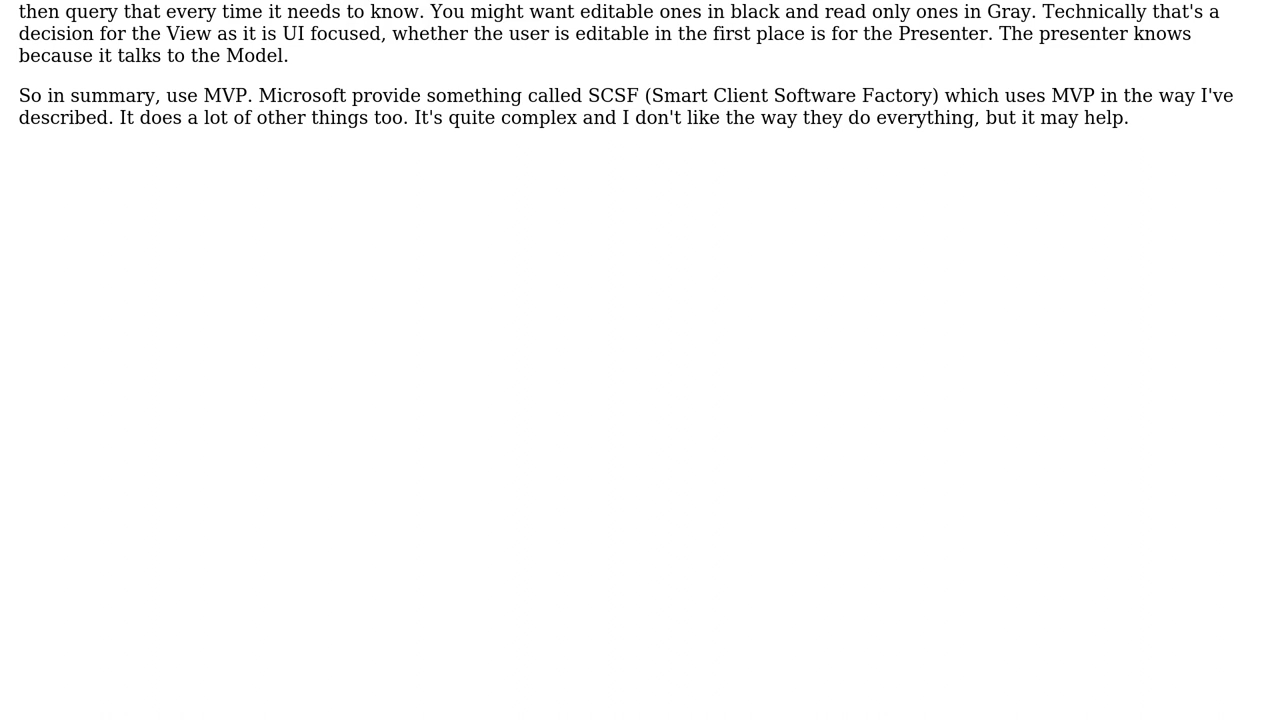 then query that every time it needs to know. You might want editable ones in black and read only ones in Gray. Technically that's a
decision for the View as it is UI focused, whether the user is editable in the first place is for the Presenter. The presenter knows
because it talks to the Model.
So in summary, use MVP. Microsoft provide something called SCSF (Smart Client Software Factory) which uses MVP in the way I've
described. It does a lot of other things too. It's quite complex and I don't like the way they do everything, but it may help.